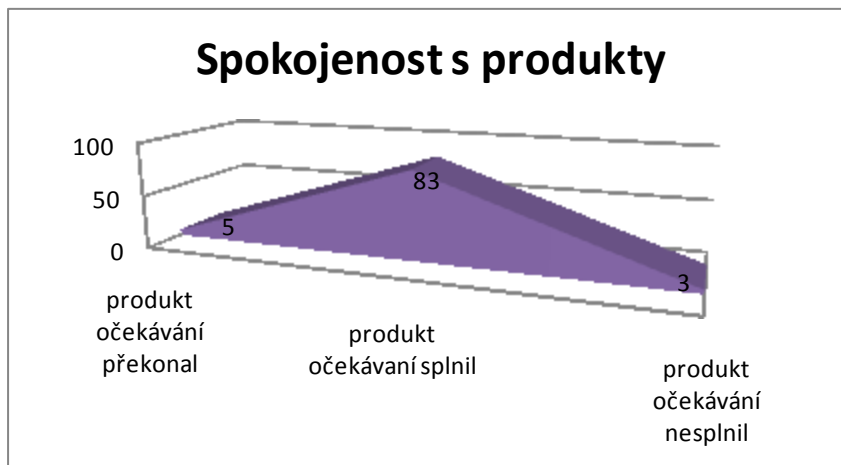 Spokojenost s produkty
100
50
0
5
83
3
produkt
očekávání
překonal
produkt
očekávaní splnil
produkt
očekávání
nesplnil